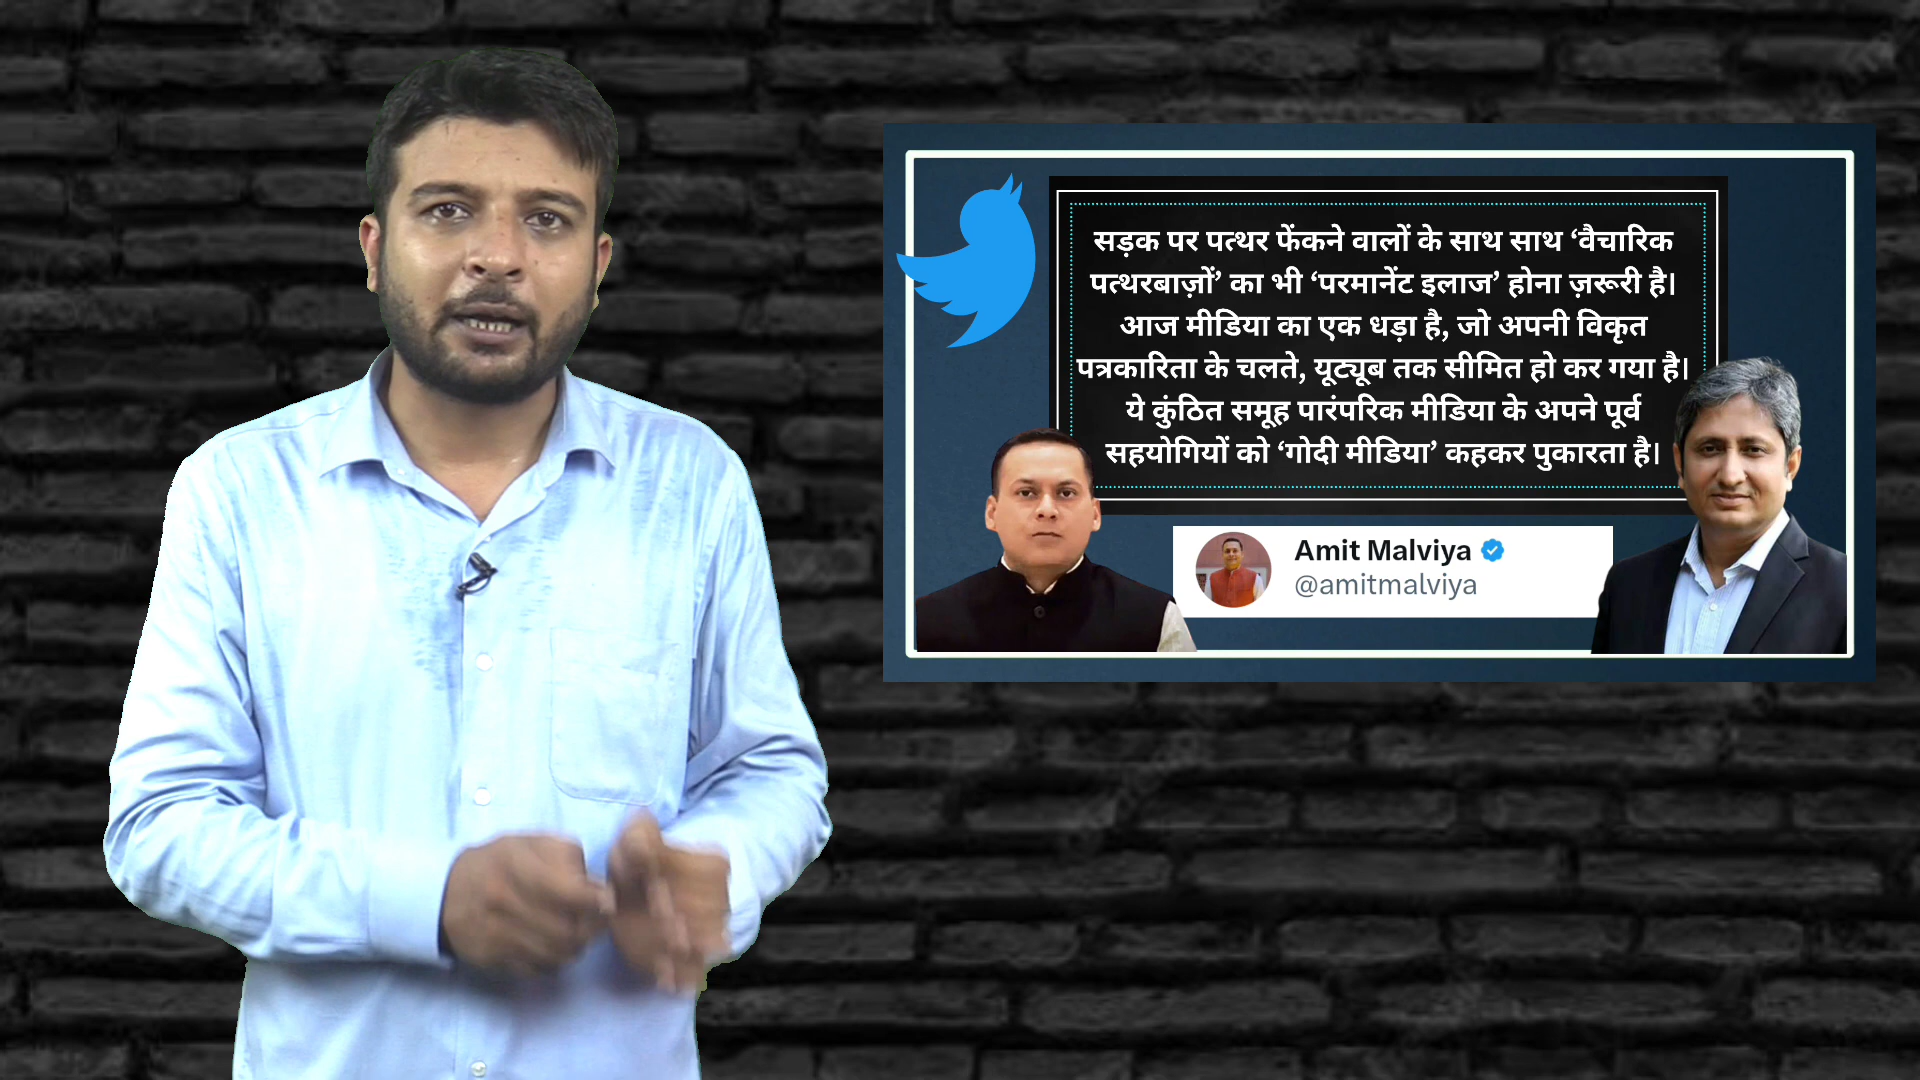 सड़क पर पत्थर फेंकने वालों के साथ साथ ‘वैचारिक
पत्थरबाज़ों’ का भी ‘परमानेंट इलाज’ होना ज़रूरी है।
आज मीडिया का एक धड़ा है, जो अपनी विकृत
पत्रकारिता के चलते, यूट्यूब तक सीमित हो कर गया है।
ये कुंठित समूह पारंपरिक मीडिया के अपने पूर्व
सहयोगियों को ‘गोदी मीडिया’ कहकर पुकारता है।
Amit Malviya
@amitmalviya